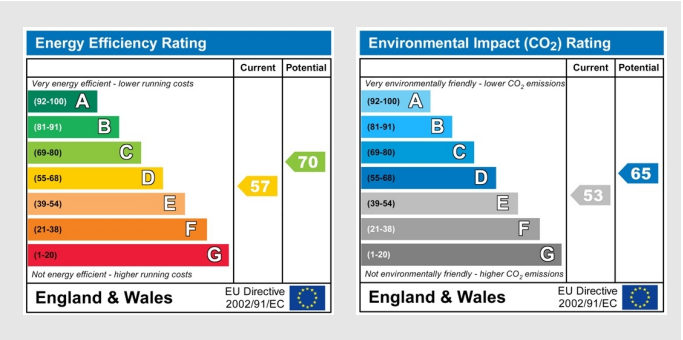 Energy Efficiency Rating
Current Potential
Very energy efficient - lower running costs
(92-100) A
(81-91) B
(69-80) C
70
(55-68) D
57
(39-54) E
(21-38) F
(1-20) G
Not energy efficient - higher running costs
England & Wales
EU Directive
2002/91/EC
Environmental Impact (CO₂) Rating
Current Potential
Very environmentally friendly - lower CO₂ emissions
(92-100) A
(81-91) B
(69-80) C
(55-68) D
65
(39-54) E
53
(21-38) F
(1-20) G
Not environmentally friendly - higher CO₂ emissions
England & Wales
EU Directive
2002/91/EC